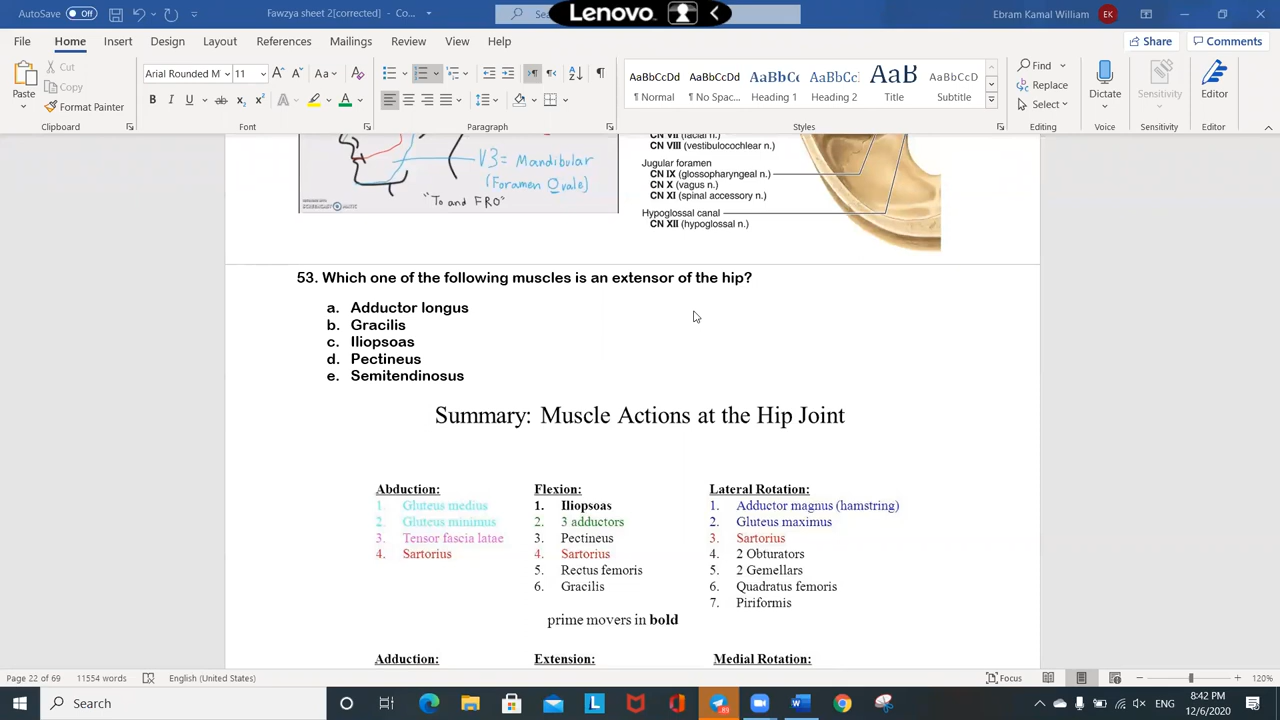 AutoSave Off
Fawzya sheet 2
Lenovo
Ebram Kamal William EK
File Home Insert Design Layout References Mailings Review View Help
Share Comments
Paste
Cut
Copy
Format Painter
Clipboard
Arial Rounded M 11
Font
Paragraph
AaBbCcDd AaBbCcDd AaBbCc AaBbCc AaB AaBbCcD
¶ Normal ¶ No Spac... Heading 1 Heading 2 Title Subtitle
Styles
Find
Replace
Select
Editing
Dictate
Voice
Sensitivity
Sensitivity
Editor
Editor
V3= Mandibular
(Foramen Ovale)
"To and FRO"
CN VII (facial n.)
CN VIII (vestibulocochlear n.)
Jugular foramen
CN IX (glossopharyngeal n.)
CN X (vagus n.)
CN XI (spinal accessory n.)
Hypoglossal canal
CN XII (hypoglossal n.)
53. Which one of the following muscles is an extensor of the hip?
a. Adductor longus
b. Gracilis
c. Iliopsoas
d. Pectineus
e. Semitendinosus
Summary: Muscle Actions at the Hip Joint
Abduction:
1. Gluteus medius
2. Gluteus minimus
3. Tensor fascia latae
4. Sartorius
Flexion:
1. Iliopsoas
2. 3 adductors
3. Pectineus
4. Sartorius
5. Rectus femoris
6. Gracilis
prime movers in bold
Lateral Rotation:
1. Adductor magnus (hamstring)
2. Gluteus maximus
3. Sartorius
4. 2 Obturators
5. 2 Gemellars
6. Quadratus femoris
7. Piriformis
Adduction: Extension: Medial Rotation:
Page 22 of 69 11554 words English (United States) Focus 120%
Search
8:42 PM
12/6/2020